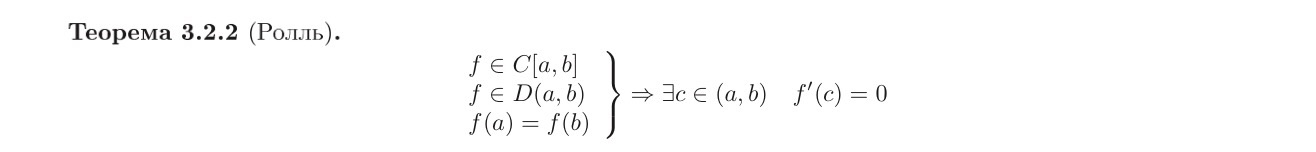 Теорема 3.2.2 (Ролль).
f ∈ C[a, b]
f ∈ D(a, b) } ⇒ ∃c ∈ (a, b) f′(c) = 0
f(a) = f(b)